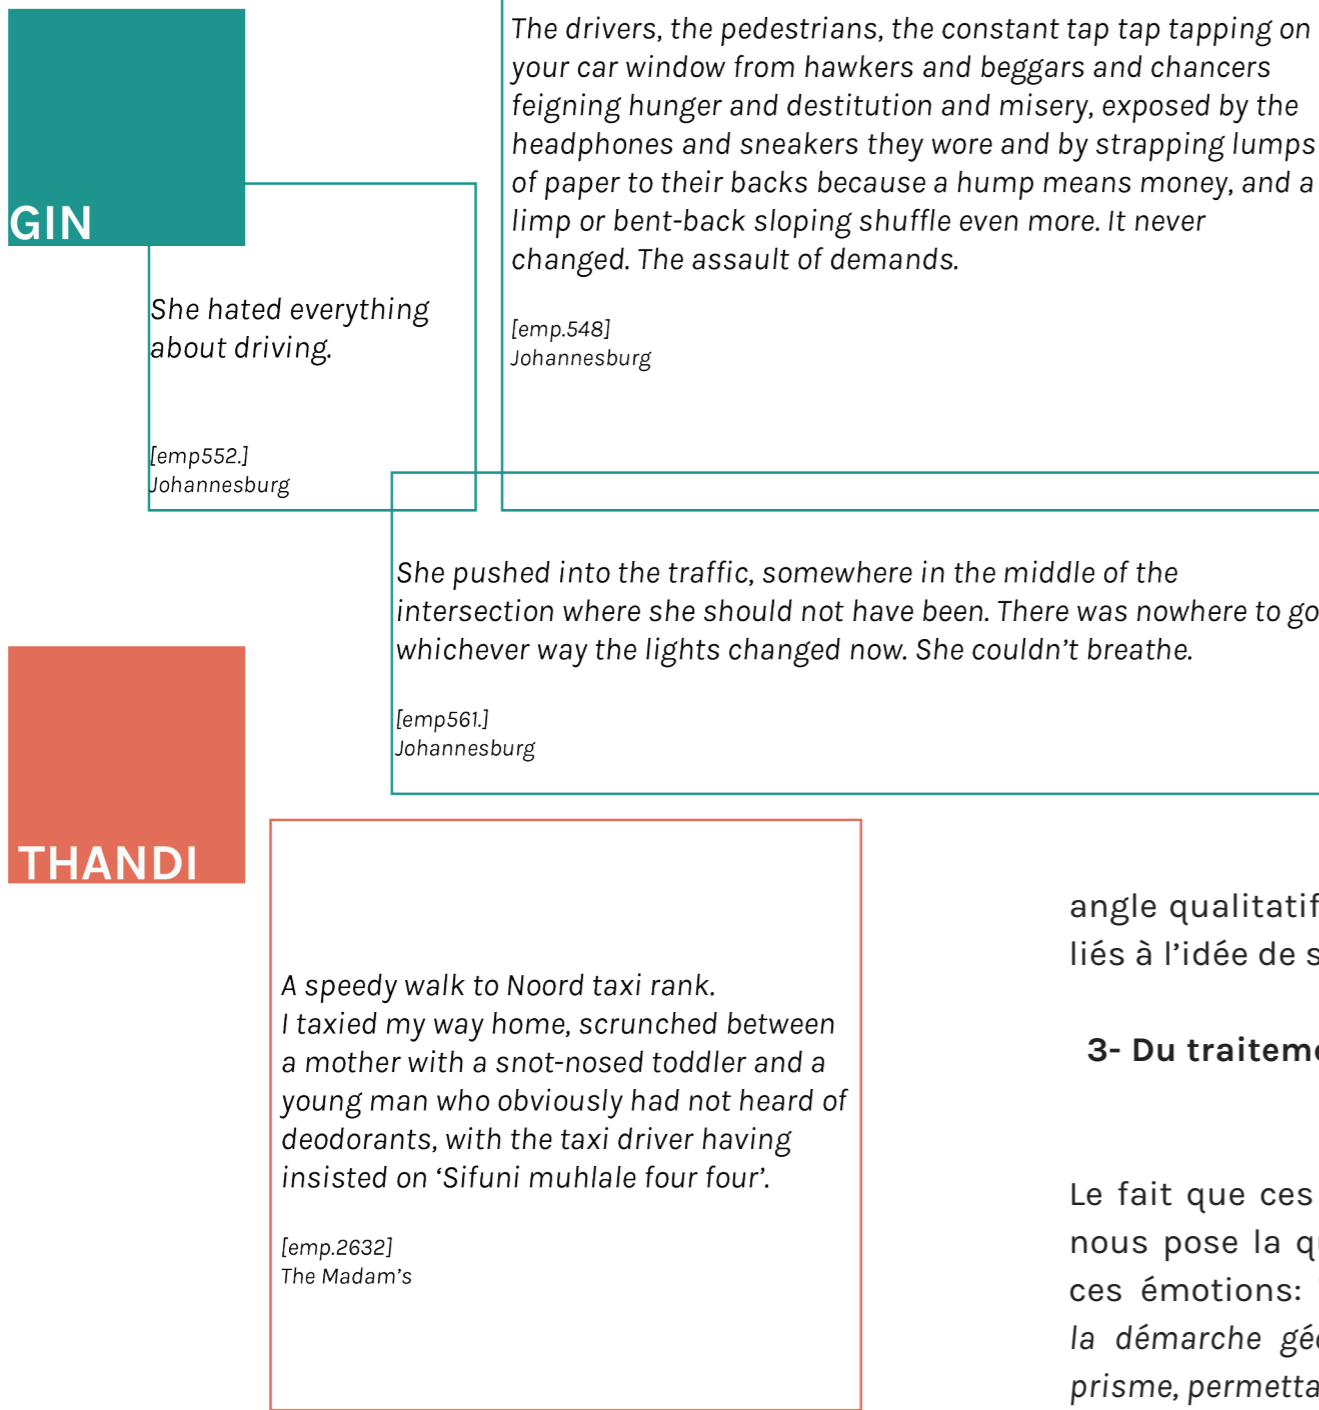 GIN
The drivers, the pedestrians, the constant tap tap tapping on
your car window from hawkers and beggars and chancers
feigning hunger and destitution and misery, exposed by the
headphones and sneakers they wore and by strapping lumps
of paper to their backs because a hump means money, and a
limp or bent-back sloping shuffle even more. It never
changed. The assault of demands.
[emp.548]
Johannesburg
She hated everything
about driving.
[emp552.]
Johannesburg
She pushed into the traffic, somewhere in the middle of the
intersection where she should not have been. There was nowhere to go
whichever way the lights changed now. She couldn’t breathe.
[emp561.]
Johannesburg
THANDI
A speedy walk to Noord taxi rank.
I taxied my way home, scrunched between
a mother with a snot-nosed toddler and a
young man who obviously had not heard of
deodorants, with the taxi driver having
insisted on ‘Sifuni muhlale four four’.
[emp.2632]
The Madam’s
angle qualitatif
liés à l’idée de
3- Du
Le fait que ces
nous pose la
ces émotions:
la démarche
prisme,